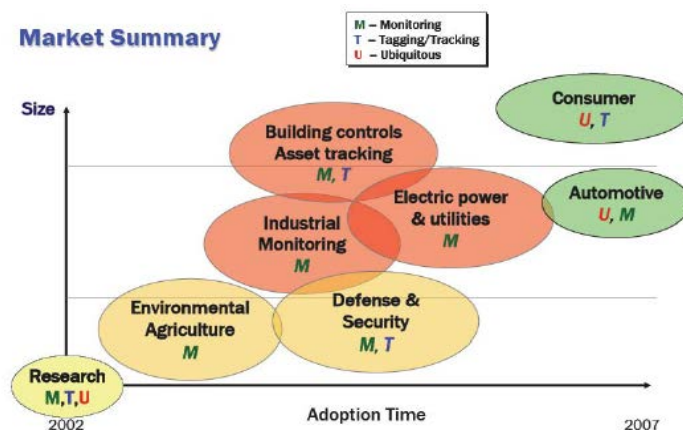 Market Summary
M – Monitoring
T – Tagging/Tracking
U – Ubiquitous
Size
Consumer
U, T
Building controls
Asset tracking
M, T
Electric power
& utilities
M
Automotive
U, M
Industrial
Monitoring
M
Environmental
Agriculture
M
Defense &
Security
M, T
Research
M,T,U
2002
Adoption Time
2007